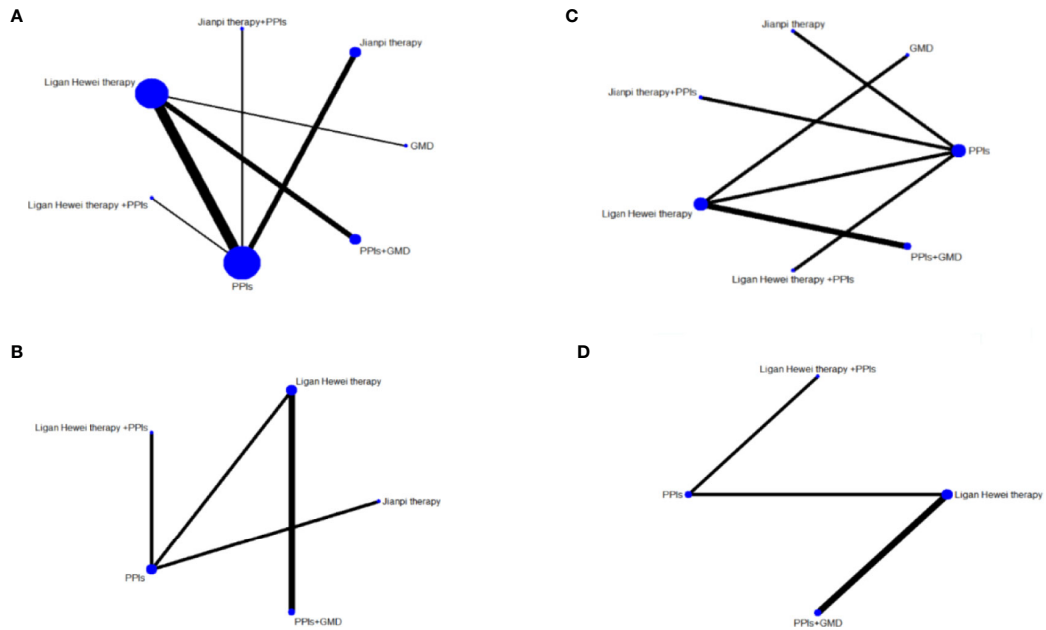 A
Jianpi therapy+PPIs
Jianpi therapy
Ligan Hewei therapy
GMD
Ligan Hewei therapy +PPIs
PPIs+GMD
PPIs
C
Jianpi therapy
GMD
Jianpi therapy+PPIs
PPIs
Ligan Hewei therapy
PPIs+GMD
Ligan Hewei therapy +PPIs
B
Ligan Hewei therapy
Ligan Hewei therapy +PPIs
Jianpi therapy
PPIs
PPIs+GMD
D
Ligan Hewei therapy +PPIs
PPIs
Ligan Hewei therapy
PPIs+GMD